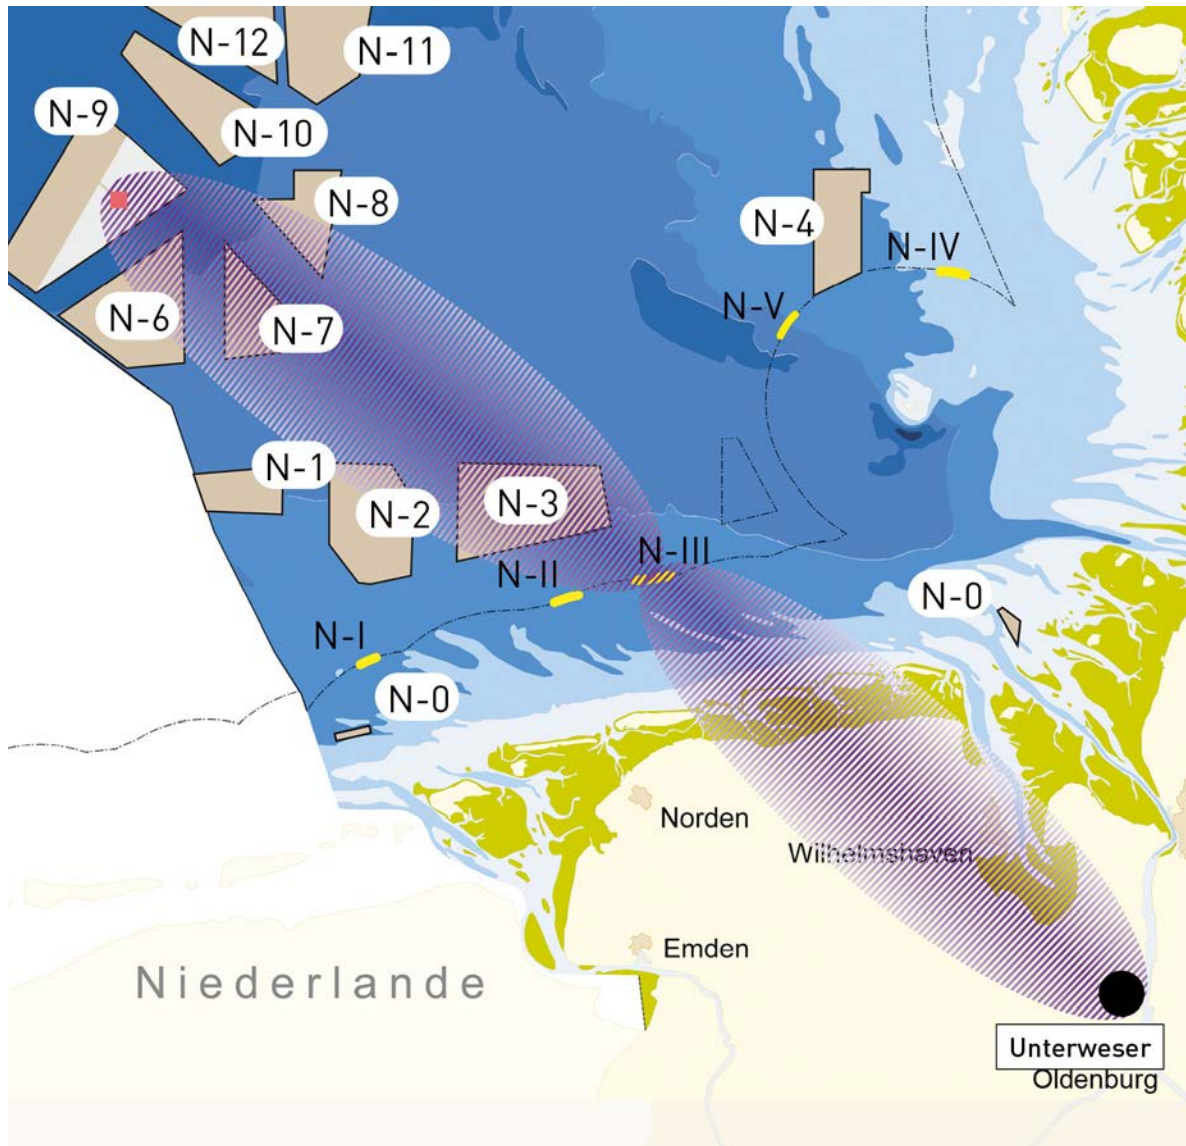 N-12
N-11
N-9
N-10
N-8
N-4
N-IV
N-V
N-6
N-7
N-1
N-2
N-3
N-III
N-II
N-0
N-I
N-0
Norden
Wilhelmshaven
Emden
Niederlande
Unterweser
Oldenburg